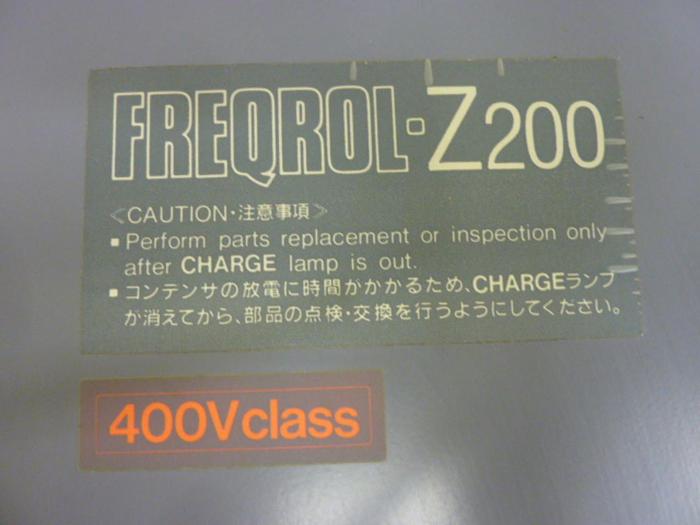 FREQROL-Z200
≪CAUTION・注意事項≫
▪ Perform parts replacement or inspection only
after CHARGE lamp is out.
▪ コンデンサの放電に時間がかかるため、CHARGEランプ
が消えてから、部品の点検・交換を行うようにしてください。
400V class